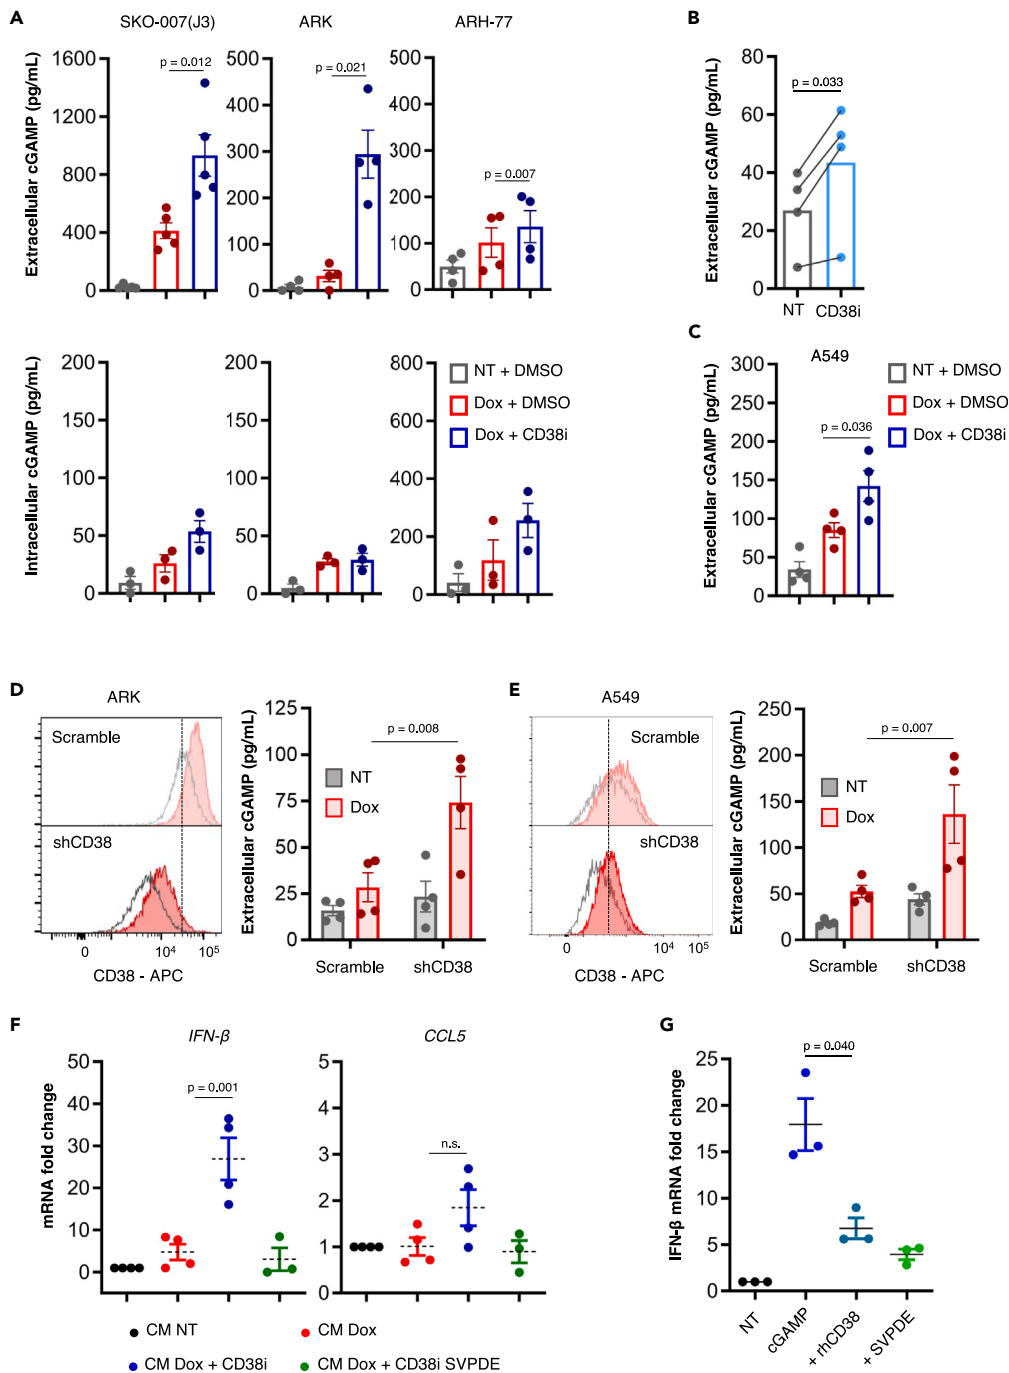 A
SKO-007(J3)
ARK
ARH-77
Extracellular cGAMP (pg/mL)
1600
1200
800
400
0
p = 0.012
500
400
300
200
100
0
p = 0.021
500
400
300
200
100
0
p = 0.007
B
Extracellular cGAMP (pg/mL)
80
60
40
20
0
p = 0.033
NT
CD38i
Intracellular cGAMP (pg/mL)
200
150
100
50
0
200
150
100
50
0
800
600
400
200
0
NT + DMSO
Dox + DMSO
Dox + CD38i
C
A549
Extracellular cGAMP (pg/mL)
300
250
200
150
100
50
0
p = 0.036
NT + DMSO
Dox + DMSO
Dox + CD38i
D
ARK
Scramble
shCD38
0
10⁴
10⁵
CD38 - APC
Extracellular cGAMP (pg/mL)
125
100
75
50
25
0
p = 0.008
NT
Dox
Scramble
shCD38
E
A549
Scramble
shCD38
0
10⁴
10⁵
CD38 - APC
Extracellular cGAMP (pg/mL)
250
200
150
100
50
0
p = 0.007
NT
Dox
Scramble
shCD38
F
IFN-β
CCL5
mRNA fold change
50
40
30
20
10
0
p = 0.001
5
4
3
2
1
0
n.s.
CM NT
CM Dox
CM Dox + CD38i
CM Dox + CD38i SVPDE
G
IFN-β mRNA fold change
25
20
15
10
5
0
p = 0.040
NT
cGAMP
+ rhCD38
+ SVPDE